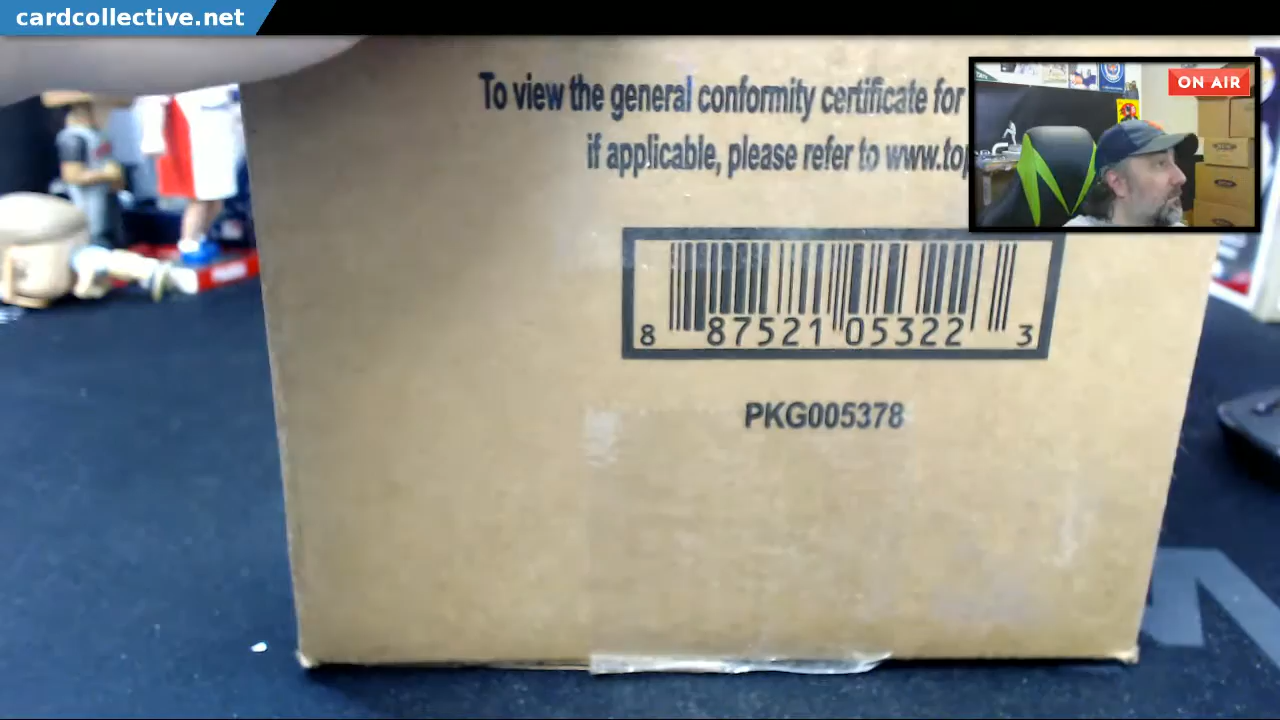 cardcollective.net
To view the general conformity certificate for
ON AIR
if applicable, please refer to www.top
8 87521 05322 3
PKG005378